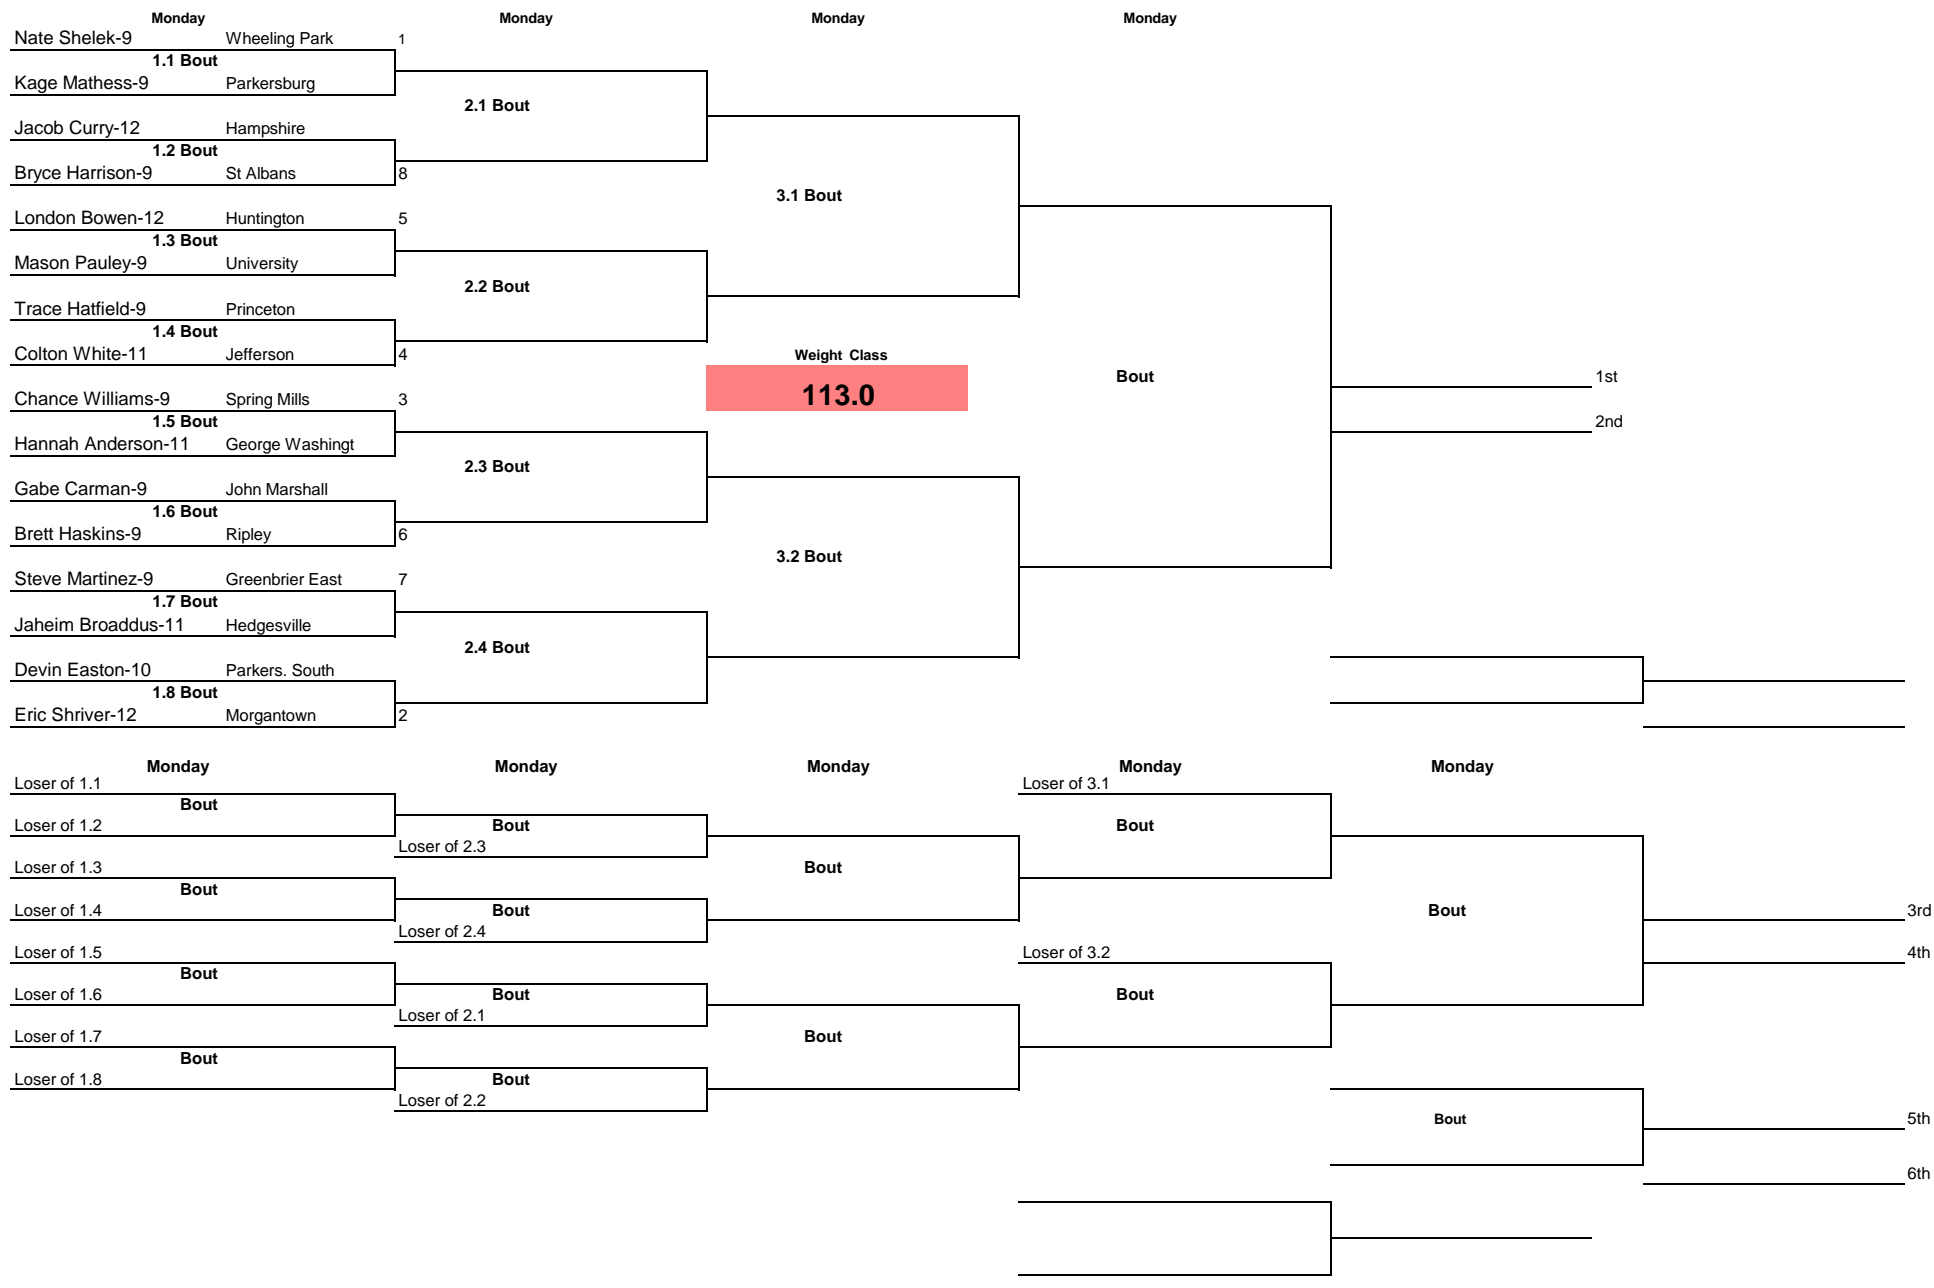 Monday Monday Monday Monday
Nate Shelek-9 Wheeling Park 1
1.1 Bout
Kage Mathess-9 Parkersburg
2.1 Bout
Jacob Curry-12 Hampshire
1.2 Bout
Bryce Harrison-9 St Albans 8
3.1 Bout
London Bowen-12 Huntington 5
1.3 Bout
Mason Pauley-9 University
2.2 Bout
Trace Hatfield-9 Princeton
1.4 Bout
Colton White-11 Jefferson 4 Weight Class
Bout 1st
113.0
Chance Williams-9 Spring Mills 3
1.5 Bout 2nd
Hannah Anderson-11 George Washingt
2.3 Bout
Gabe Carman-9 John Marshall
1.6 Bout
Brett Haskins-9 Ripley 6
3.2 Bout
Steve Martinez-9 Greenbrier East 7
1.7 Bout
Jaheim Broaddus-11 Hedgesville
2.4 Bout
Devin Easton-10 Parkers. South
1.8 Bout
Eric Shriver-12 Morgantown 2
Monday Monday Monday Monday Monday
Loser of 1.1 Loser of 3.1
Bout
Loser of 1.2 Bout Bout
Loser of 2.3
Loser of 1.3 Bout
Bout
Loser of 1.4 Bout Bout 3rd
Loser of 2.4
Loser of 1.5 Loser of 3.2 4th
Bout
Loser of 1.6 Bout Bout
Loser of 2.1
Loser of 1.7 Bout
Bout
Loser of 1.8 Bout
Loser of 2.2
Bout 5th
6th